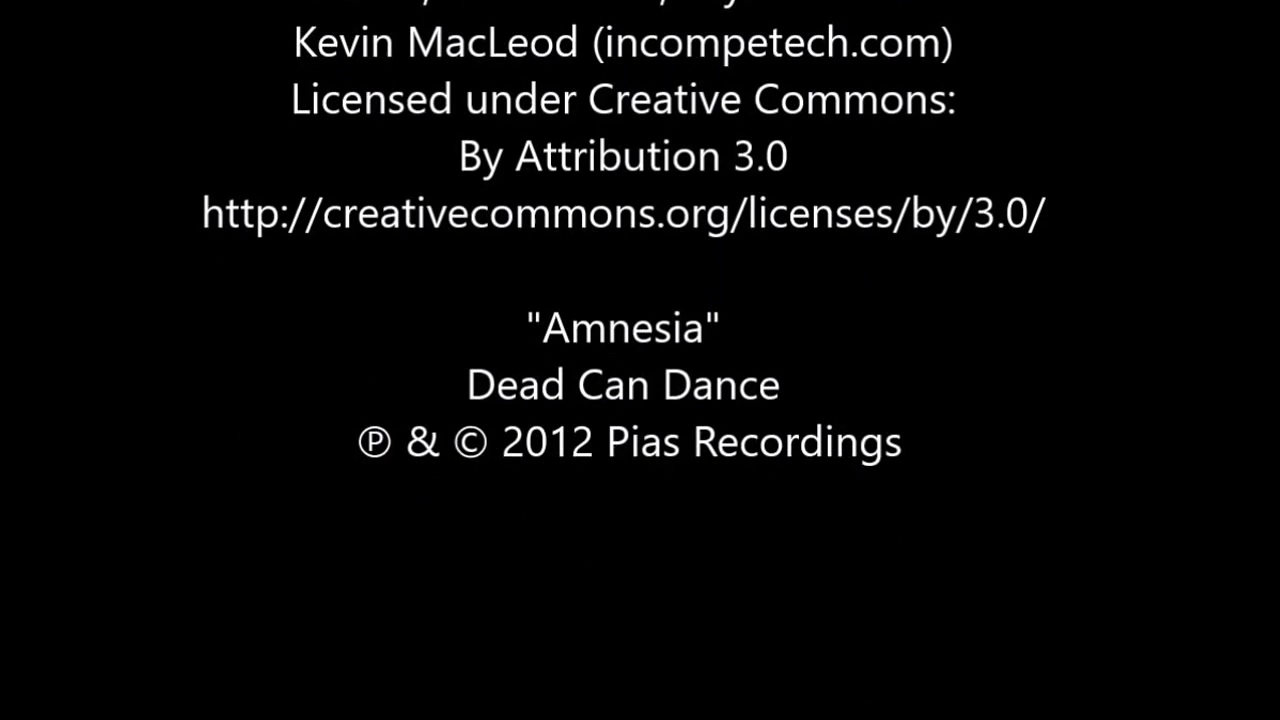 Kevin MacLeod (incompetech.com)
Licensed under Creative Commons:
By Attribution 3.0
http://creativecommons.org/licenses/by/3.0/
"Amnesia"
Dead Can Dance
℗ & © 2012 Pias Recordings